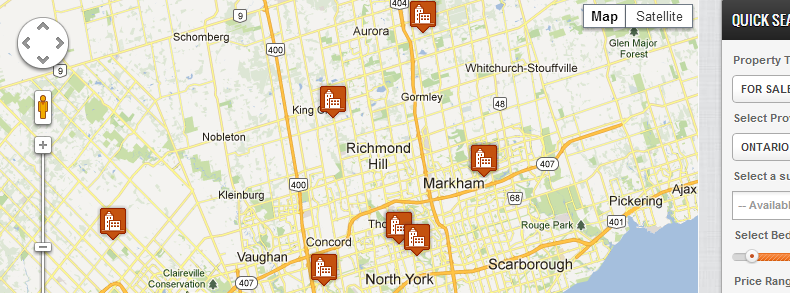 404
Aurora
Schomberg
400
9
9
Map
Satellite
Glen Major
Forest
Whitchurch-Stouffville
King
Gormley
48
Nobleton
Richmond
Hill
407
400
Markham
Kleinburg
68
Pickering
Ajax
Rouge Park
401
Concord
Vaughan
Scarborough
Claireville
Conservation
407
North York
QUICK SEA
Property T
FOR SALE
Select Pro
ONTARIO
Select a su
-- Availabl
Select Bed
Price Rang